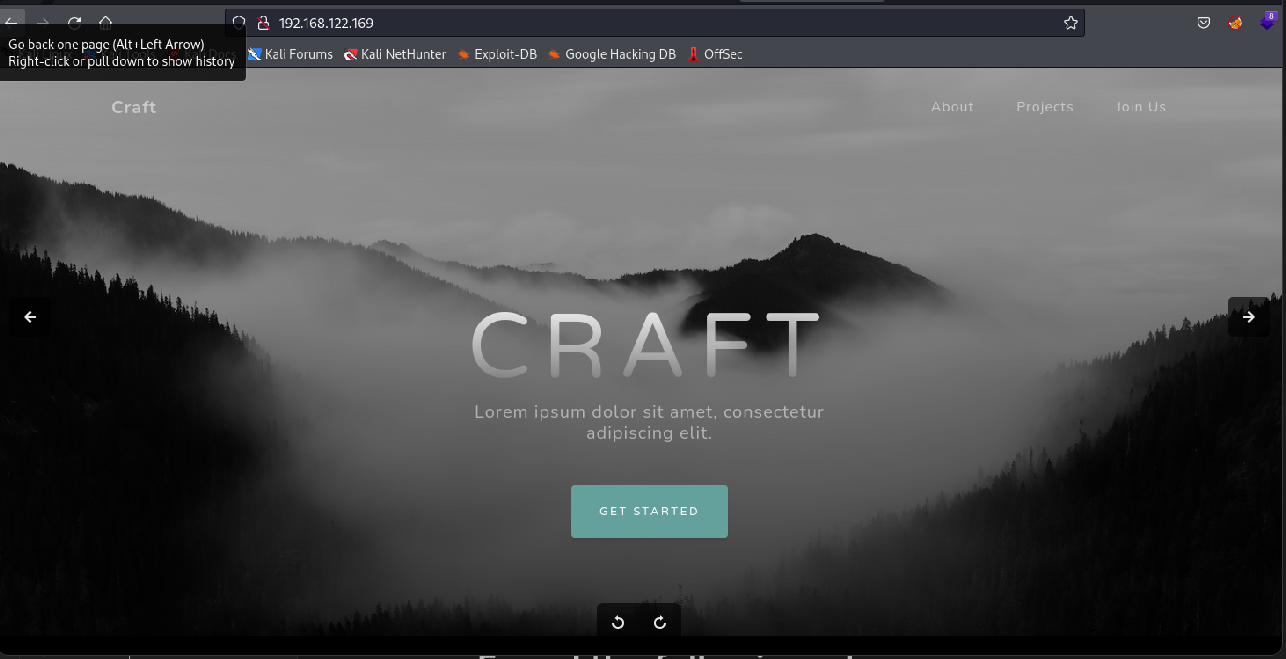 192.168.122.169
8
Go back one page (Alt+Left Arrow)
Right-click or pull down to show history
Kali Forums Kali NetHunter Exploit-DB Google Hacking DB OffSec
Craft About Projects Join Us
CRAFT
Lorem ipsum dolor sit amet, consectetur
adipiscing elit.
GET STARTED